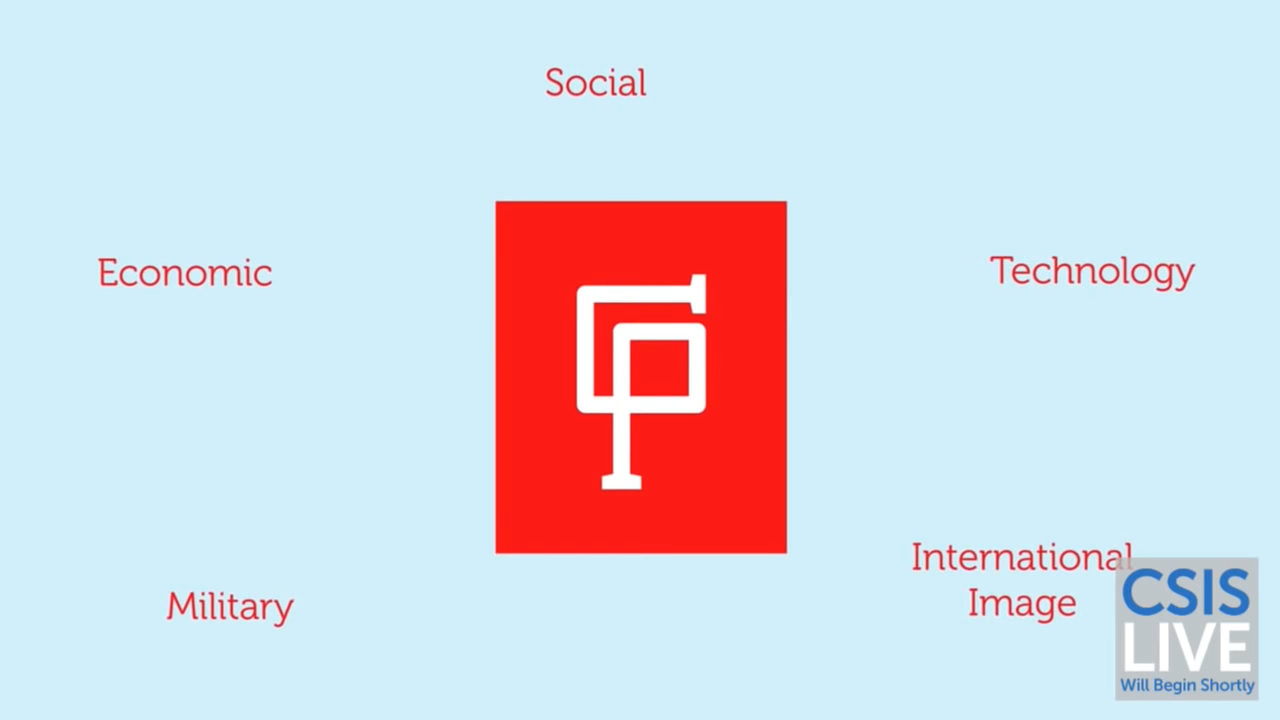 Social
Economic
Technology
Military
International
Image
CSIS
LIVE
Will Begin Shortly